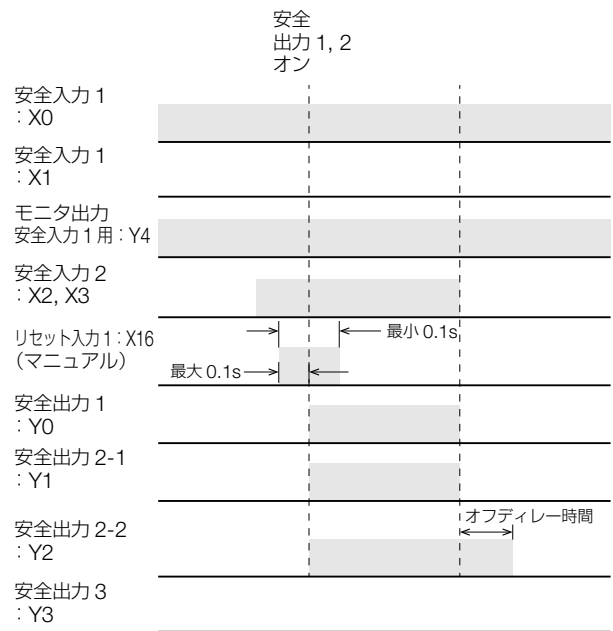 安全
出力 1, 2
オン
安全入力 1
: X0
安全入力 1
: X1
モニタ出力
安全入力 1 用 : Y4
安全入力 2
: X2, X3
リセット入力 1 : X16
(マニュアル)
最小 0.1s
最大 0.1s
安全出力 1
: Y0
安全出力 2-1
: Y1
安全出力 2-2
: Y2
オフディレー時間
安全出力 3
: Y3